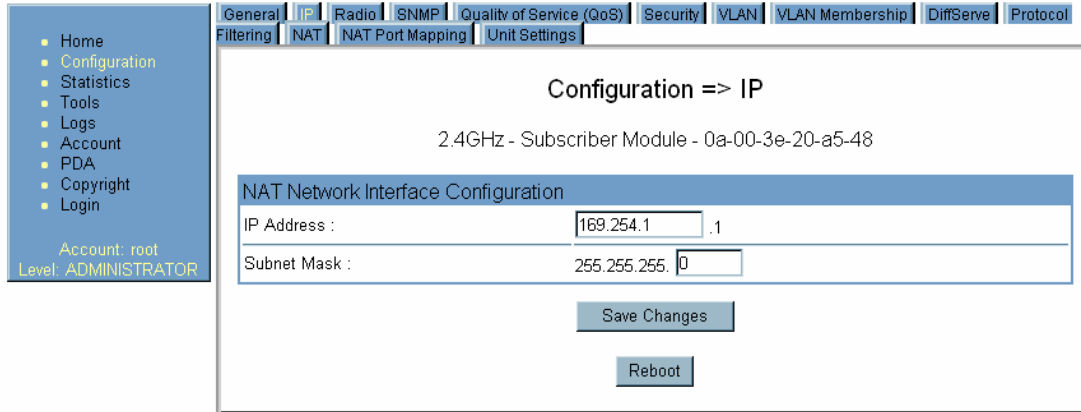 General IP Radio SNMP Quality of Service (QoS) Security VLAN VLAN Membership DiffServe Protocol
Filtering NAT NAT Port Mapping Unit Settings
Home
Configuration
Statistics
Tools
Logs
Account
PDA
Copyright
Login
Account: root
Level: ADMINISTRATOR
Configuration => IP
2.4GHz - Subscriber Module - 0a-00-3e-20-a5-48
NAT Network Interface Configuration
IP Address : 169.254.1 .1
Subnet Mask : 255.255.255. 0
Save Changes
Reboot